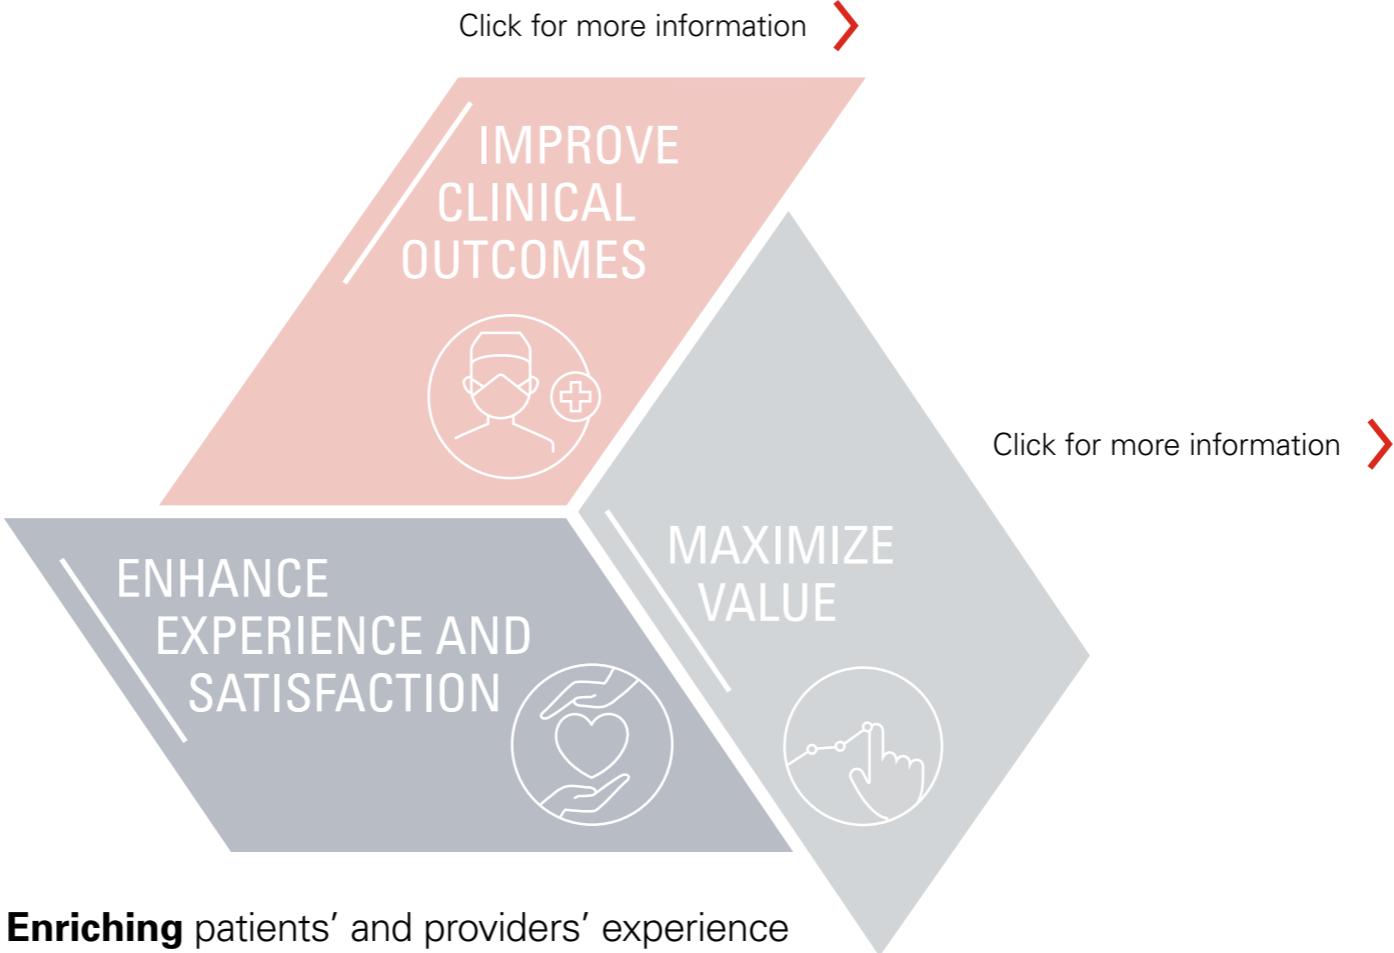 Click for more information
IMPROVE
CLINICAL
OUTCOMES
Click for more information
MAXIMIZE
VALUE
ENHANCE
EXPERIENCE AND
SATISFACTION
Enriching patients’ and providers’ experience